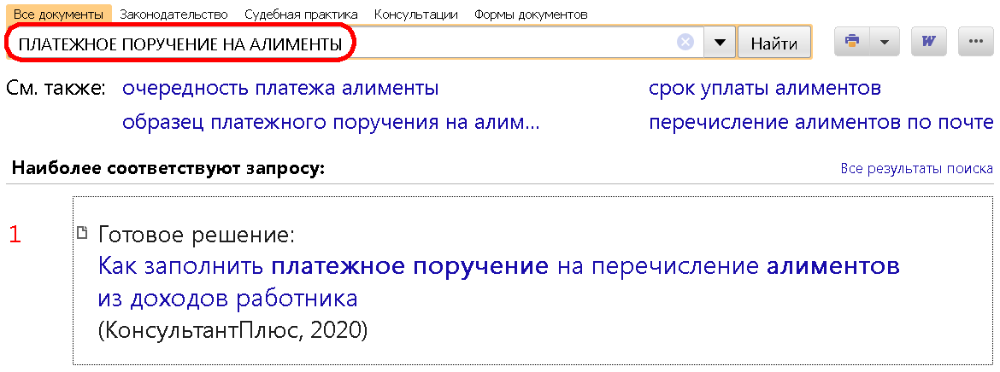 Все документы Законодательство Судебная практика Консультации Формы документов
ПЛАТЕЖНОЕ ПОРУЧЕНИЕ НА АЛИМЕНТЫ Найти W
См. также: очередность платежа алименты срок уплаты алиментов
образец платежного поручения на алим... перечисление алиментов по почте
Наиболее соответствуют запросу: Все результаты поиска
1 Готовое решение:
Как заполнить платежное поручение на перечисление алиментов
из доходов работника
(КонсультантПлюс, 2020)